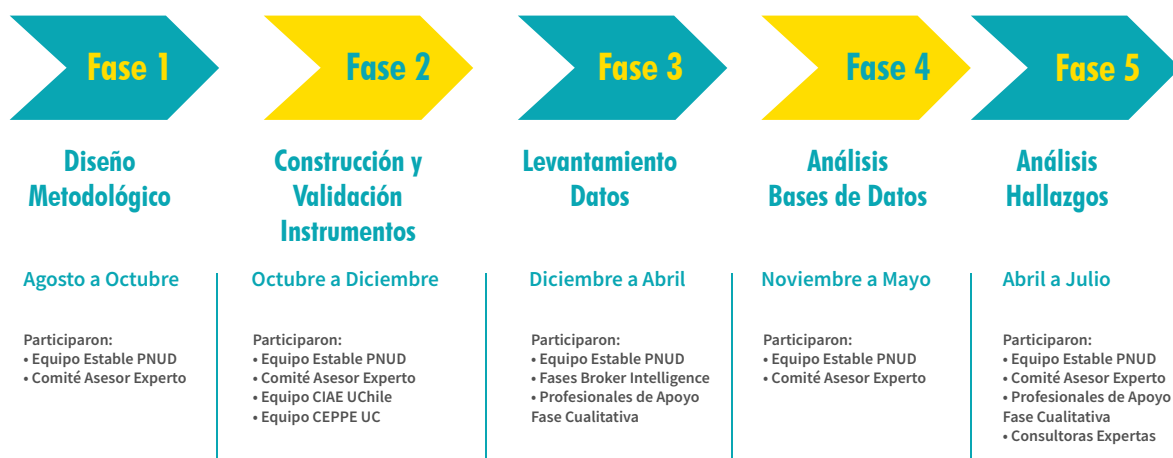 Fase 1
Diseño
Metodológico
Agosto a Octubre
Participaron:
• Equipo Estable PNUD
• Comité Asesor Experto
Fase 2
Construcción y
Validación
Instrumentos
Octubre a Diciembre
Participaron:
• Equipo Estable PNUD
• Comité Asesor Experto
• Equipo CIAE UChile
• Equipo CEPPE UC
Fase 3
Levantamiento
Datos
Diciembre a Abril
Participaron:
• Equipo Estable PNUD
• Fases Broker Intelligence
• Profesionales de Apoyo
Fase Cualitativa
Fase 4
Análisis
Bases de Datos
Noviembre a Mayo
Participaron:
• Equipo Estable PNUD
• Comité Asesor Experto
Fase 5
Análisis
Hallazgos
Abril a Julio
Participaron:
• Equipo Estable PNUD
• Comité Asesor Experto
• Profesionales de Apoyo
Fase Cualitativa
• Consultoras Expertas